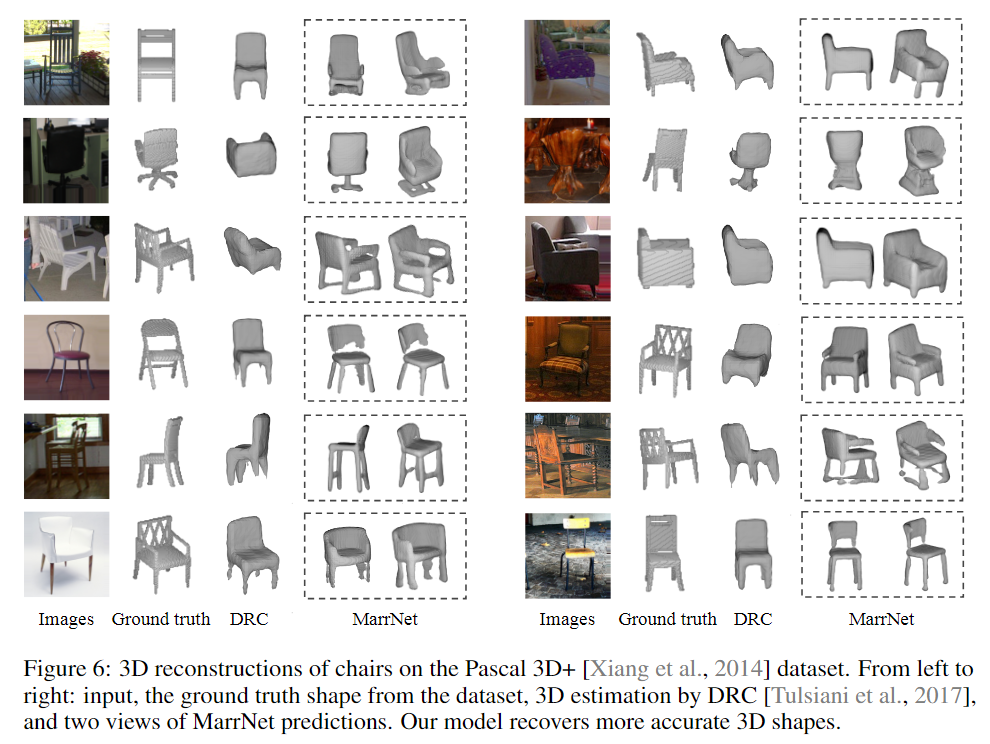 Images Ground truth DRC MarrNet Images Ground truth DRC MarrNet
Figure 6: 3D reconstructions of chairs on the Pascal 3D+ [Xiang et al., 2014] dataset. From left to
right: input, the ground truth shape from the dataset, 3D estimation by DRC [Tulsiani et al., 2017],
and two views of MarrNet predictions. Our model recovers more accurate 3D shapes.